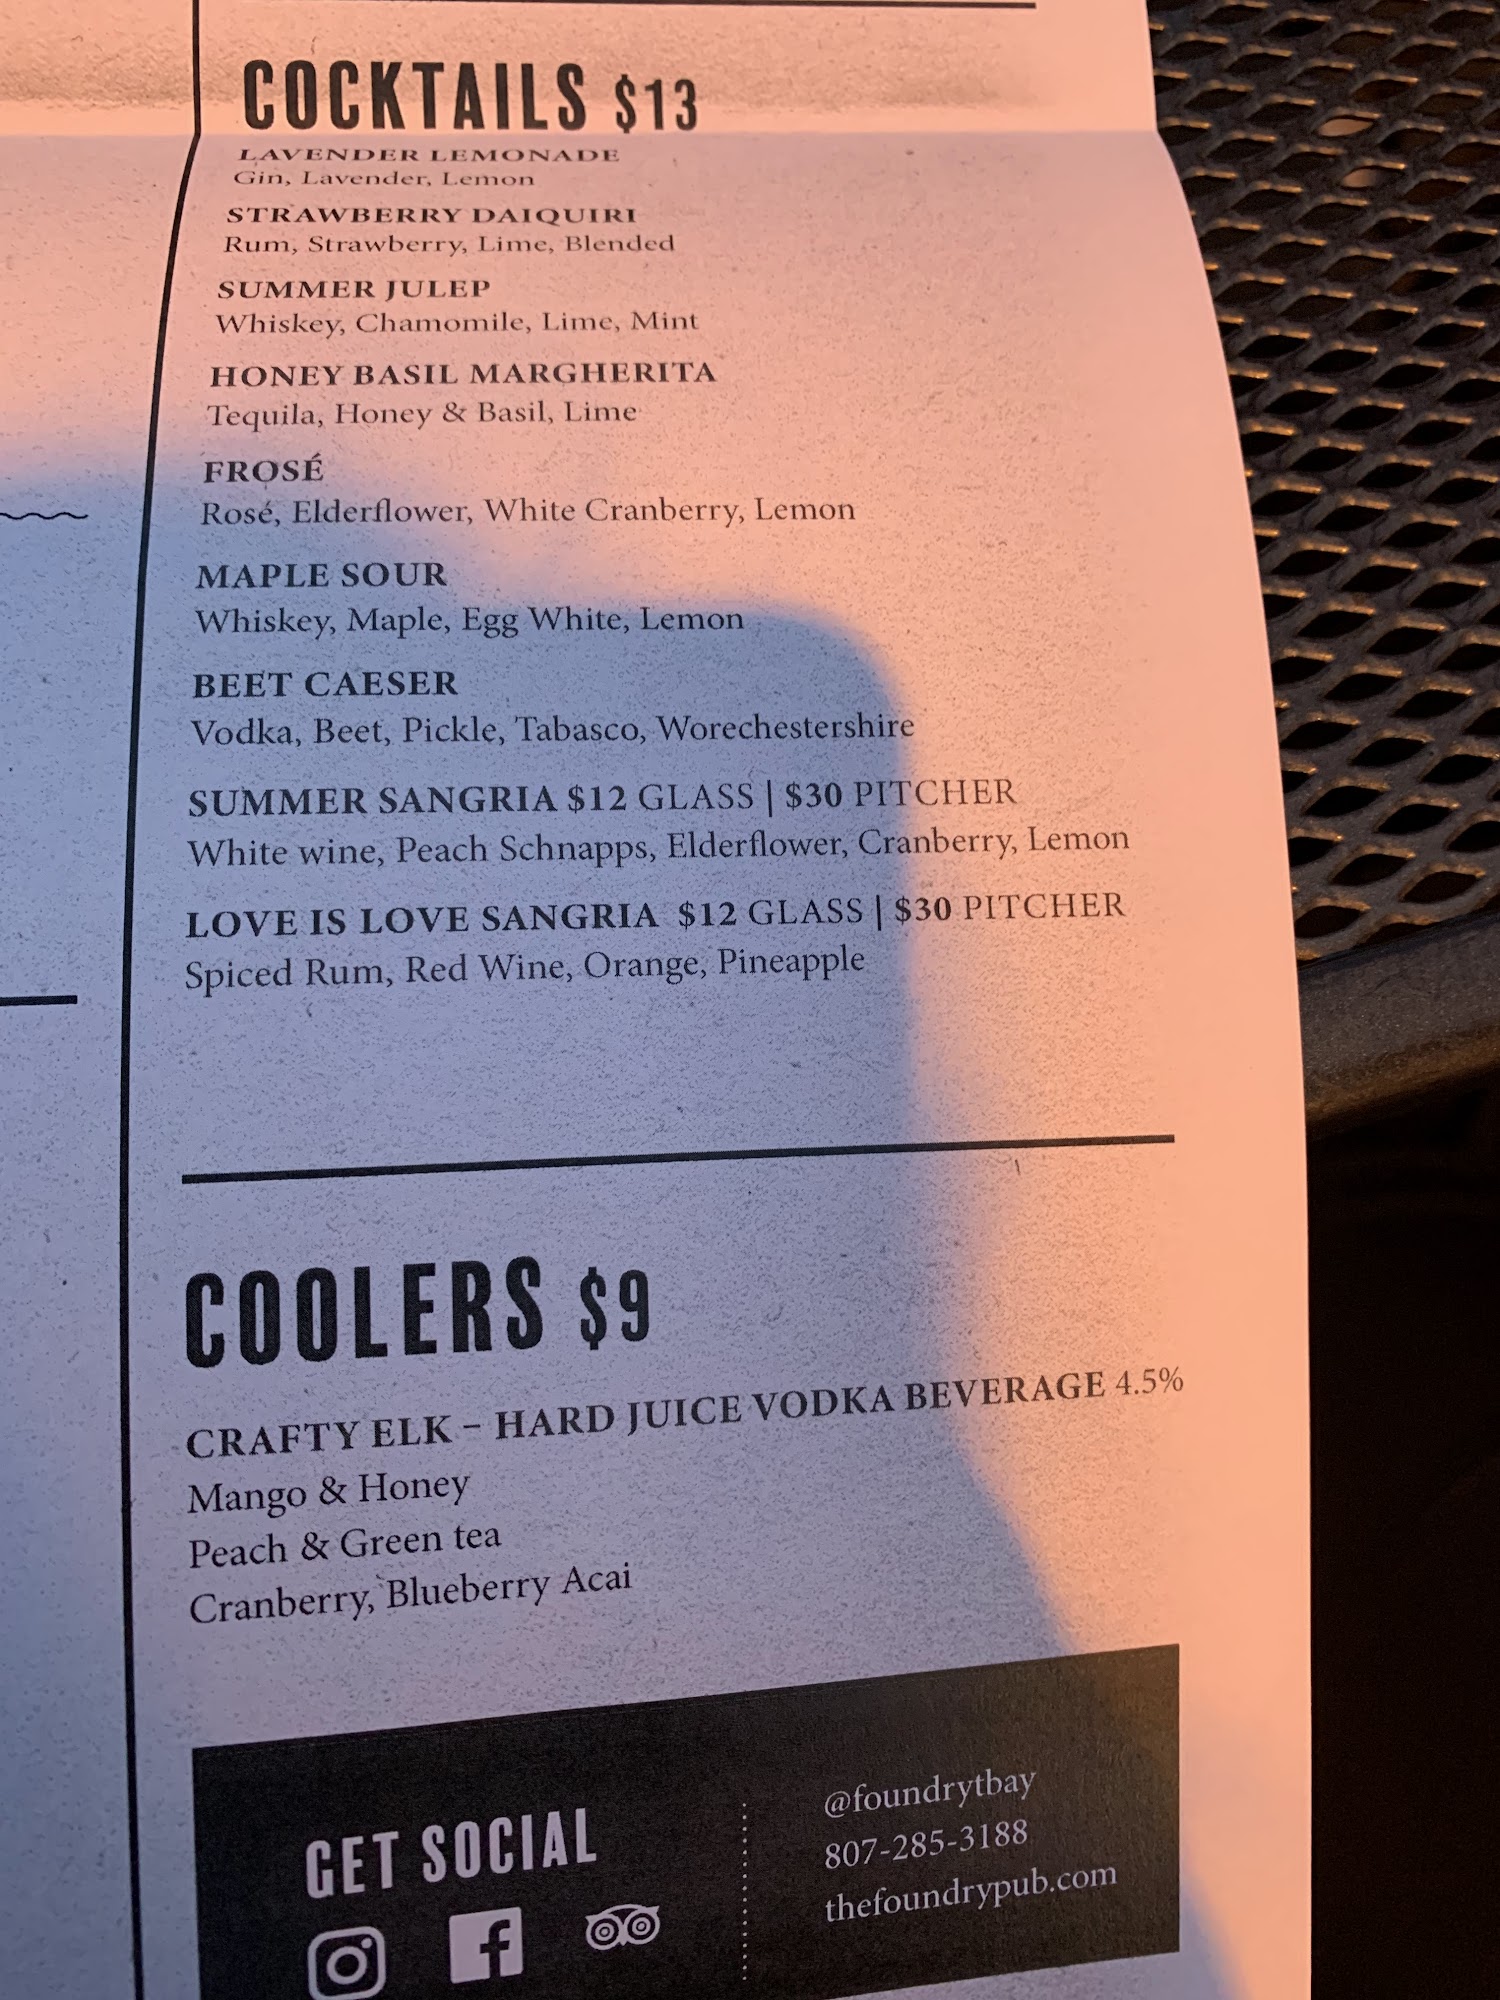 COCKTAILS $13
LAVENDER LEMONADE
Gin, Lavender, Lemon
STRAWBERRY DAIQUIRI
Rum, Strawberry, Lime, Blended
SUMMER JULEP
Whiskey, Chamomile, Lime, Mint
HONEY BASIL MARGHERITA
Tequila, Honey & Basil, Lime
FROSÉ
Rosé, Elderflower, White Cranberry, Lemon
MAPLE SOUR
Whiskey, Maple, Egg White, Lemon
BEET CAESER
Vodka, Beet, Pickle, Tabasco, Worechestershire
SUMMER SANGRIA $12 GLASS | $30 PITCHER
White wine, Peach Schnapps, Elderflower, Cranberry, Lemon
LOVE IS LOVE SANGRIA $12 GLASS | $30 PITCHER
Spiced Rum, Red Wine, Orange, Pineapple
COOLERS $9
CRAFTY ELK – HARD JUICE VODKA BEVERAGE 4.5%
Mango & Honey
Peach & Green tea
Cranberry, Blueberry Acai
GET SOCIAL
@foundrytbay
807-285-3188
thefoundrypub.com